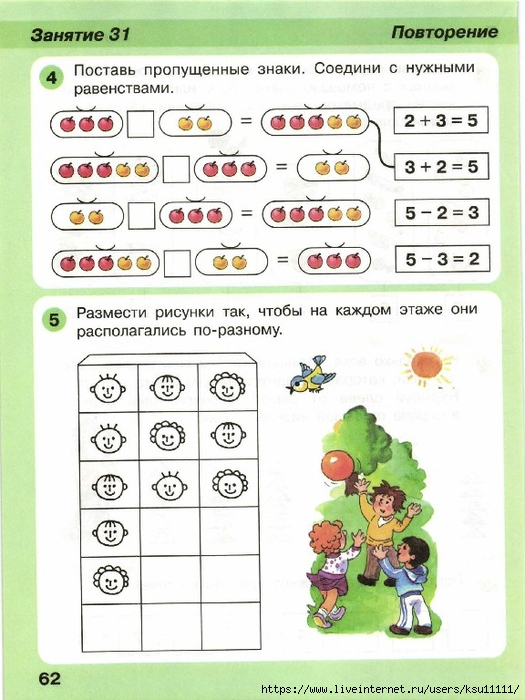 Занятие 31
Повторение
4
Поставь пропущенные знаки. Соедини с нужными
равенствами.
= 2 + 3 = 5
= 3 + 2 = 5
= 5 − 2 = 3
= 5 − 3 = 2
5
Размести рисунки так, чтобы на каждом этаже они
располагались по-разному.
62
https://www.liveinternet.ru/users/ksu11111/